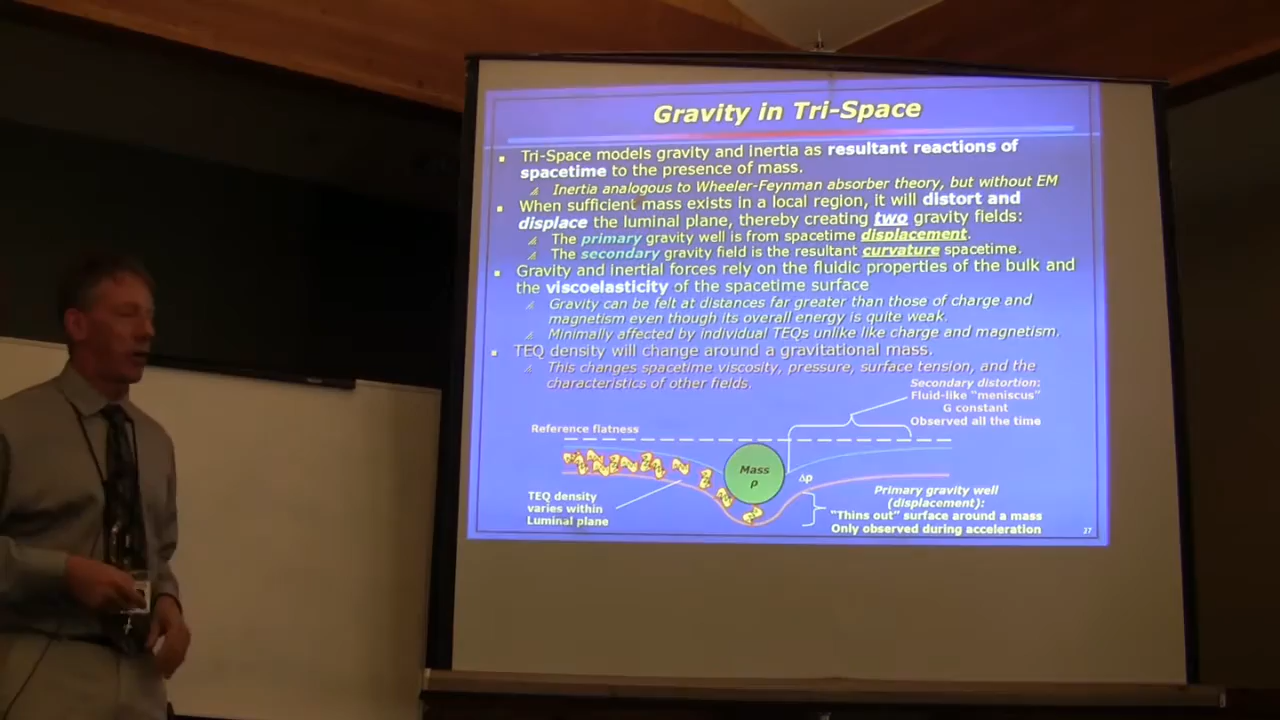 Gravity in Tri-Space
Tri-Space models gravity and inertia as resultant reactions of
spacetime to the presence of mass.
Inertia analogous to Wheeler-Feynman absorber theory, but without EM
When sufficient mass exists in a local region, it will distort and
displace the luminal plane, thereby creating two gravity fields:
The primary gravity well is from spacetime displacement.
The secondary gravity field is the resultant curvature spacetime.
Gravity and inertial forces rely on the fluidic properties of the bulk and
the viscoelasticity of the spacetime surface
Gravity can be felt at distances far greater than those of charge and
magnetism even though its overall energy is quite weak.
Minimally affected by individual TEQs unlike like charge and magnetism.
TEQ density will change around a gravitational mass.
This changes spacetime viscosity, pressure, surface tension, and the
characteristics of other fields.
Secondary distortion:
Fluid-like "meniscus"
G constant
Observed all the time
Reference flatness
Mass
ρ
Δρ
TEQ density
varies within
Luminal plane
Primary gravity well
(displacement):
"Thins out" surface around a mass
Only observed during acceleration
27